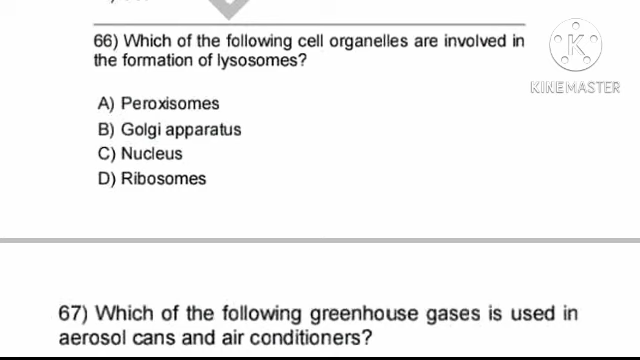 66) Which of the following cell organelles are involved in
the formation of lysosomes?
A) Peroxisomes
B) Golgi apparatus
C) Nucleus
D) Ribosomes
K
KINEMASTER
67) Which of the following greenhouse gases is used in
aerosol cans and air conditioners?